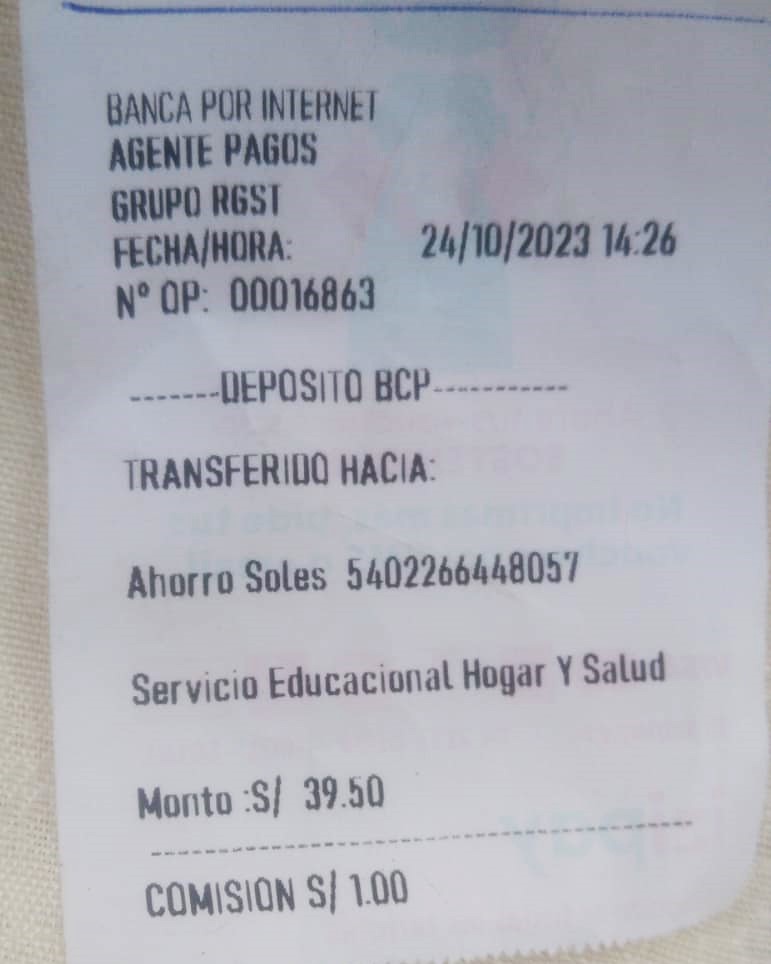 BANCA POR INTERNET
AGENTE PAGOS
GRUPO RGST
FECHA/HORA: 24/10/2023 14:26
N° OP: 00016863
-------DEPOSITO BCP-----------
TRANSFERIDO HACIA:
Ahorro Soles 5402266448057
Servicio Educacional Hogar Y Salud
Monto :S/ 39.50
COMISION S/ 1.00